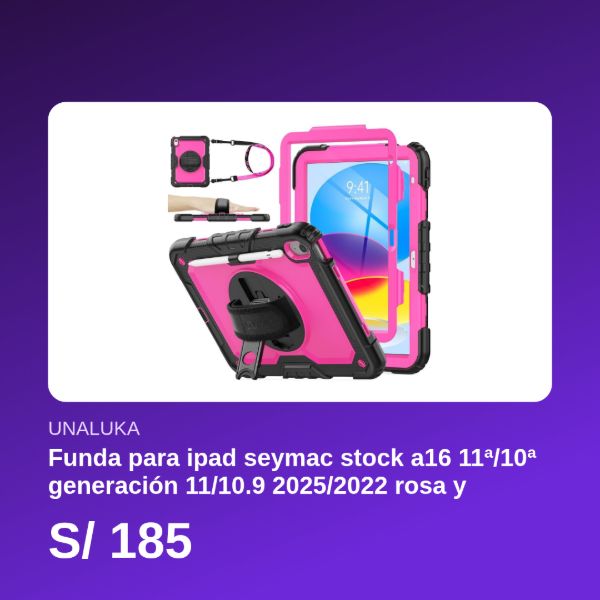 9:41
UNALUKA
Funda para ipad seymac stock a16 11ª/10ª
generación 11/10.9 2025/2022 rosa y
S/ 185